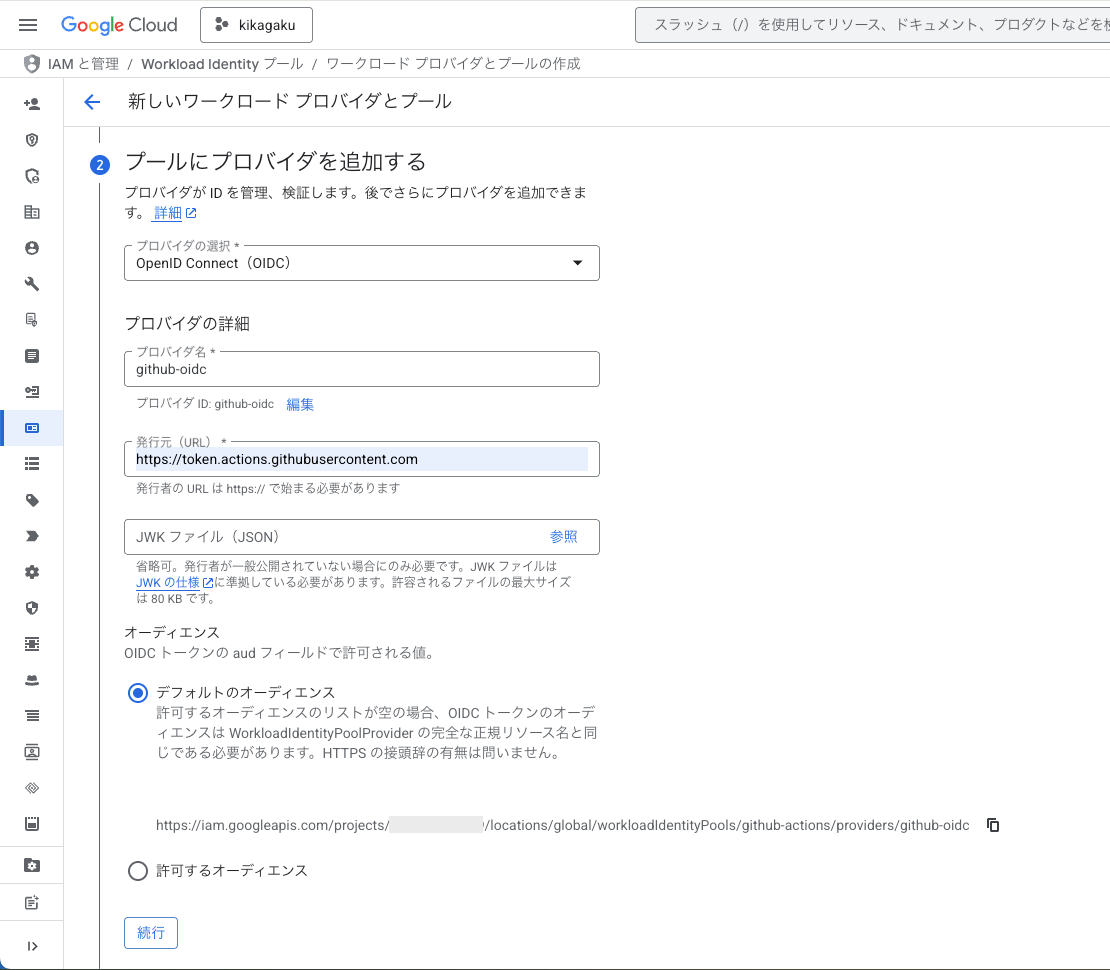 Google Cloud
kikagaku
スラッシュ（/）を使用してリソース、ドキュメント、プロダクトなどを
IAM と管理 / Workload Identity プール / ワークロード プロバイダとプールの作成
新しいワークロード プロバイダとプール
2
プールにプロバイダを追加する
プロバイダが ID を管理、検証します。後でさらにプロバイダを追加できま
す。 詳細
プロバイダの選択 *
OpenID Connect（OIDC）
プロバイダの詳細
プロバイダ名 *
github-oidc
プロバイダ ID: github-oidc 編集
発行元（URL） *
https://token.actions.githubusercontent.com
発行者の URL は https:// で始まる必要があります
JWK ファイル（JSON） 参照
省略可。発行者が一般公開されていない場合にのみ必要です。JWK ファイルは
JWK の仕様に準拠している必要があります。許容されるファイルの最大サイズ
は 80 KB です。
オーディエンス
OIDC トークンの aud フィールドで許可される値。
デフォルトのオーディエンス
許可するオーディエンスのリストが空の場合、OIDC トークンのオーデ
ィエンスは WorkloadIdentityPoolProvider の完全な正規リソース名と同
じである必要があります。HTTPS の接頭辞の有無は問いません。
https://iam.googleapis.com/projects/ /locations/global/workloadIdentityPools/github-actions/providers/github-oidc
許可するオーディエンス
続行